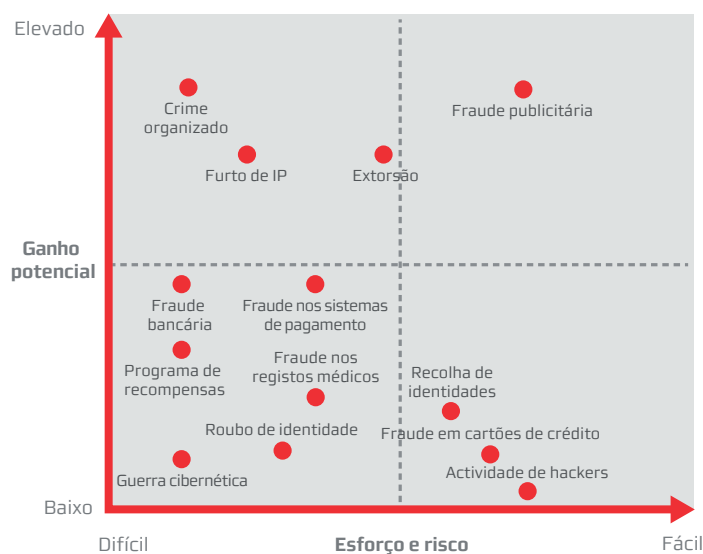 Elevado
Crime
organizado
Fraude publicitária
Furto de IP
Extorsão
Ganho
potencial
Fraude
bancária
Fraude nos sistemas
de pagamento
Programa de
recompensas
Fraude nos
registos médicos
Recolha de
identidades
Roubo de identidade
Fraude em cartões de crédito
Guerra cibernética
Actividade de hackers
Baixo
Difícil
Esforço e risco
Fácil